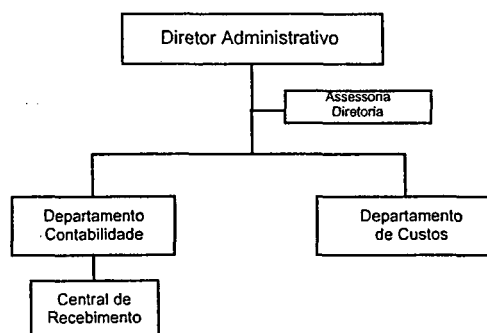 Diretor Administrativo
Assessoria
Diretoria
Departamento
Contabilidade
Departamento
de Custos
Central de
Recebimento